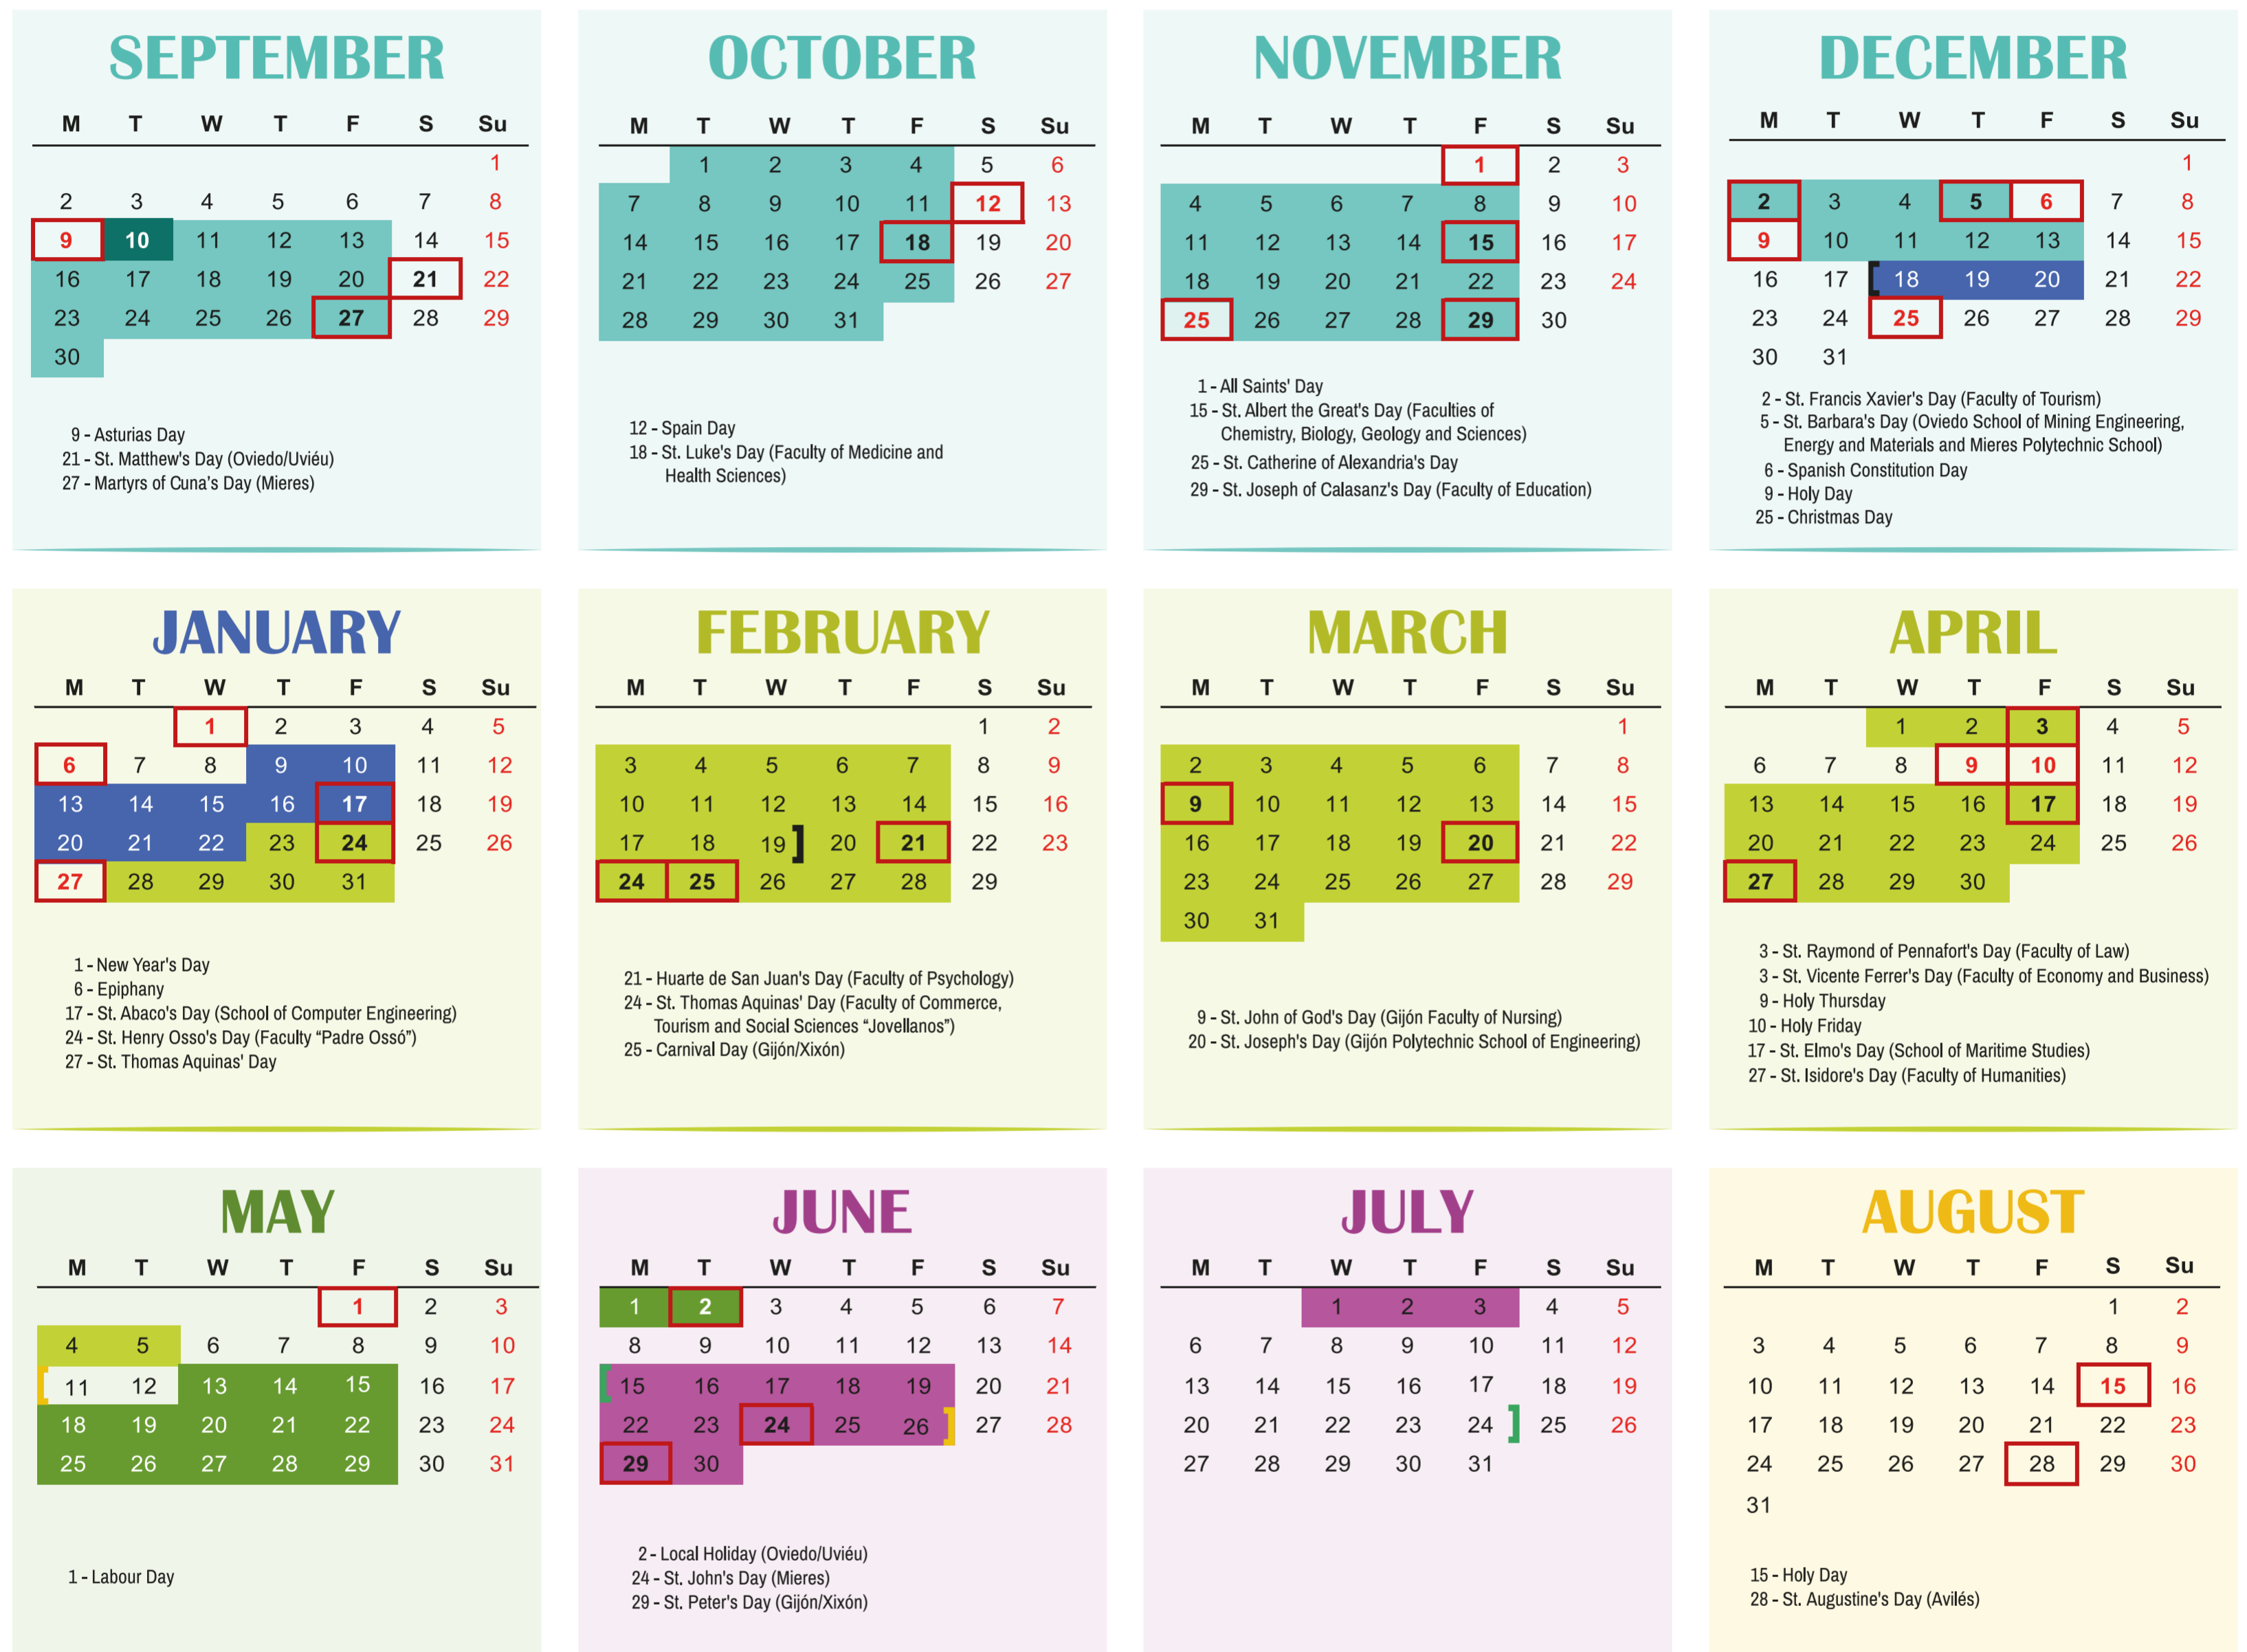 SEPTEMBER
M T W T F S Su
1
2 3 4 5 6 7 8
9 10 11 12 13 14 15
16 17 18 19 20 21 22
23 24 25 26 27 28 29
30
9 - Asturias Day
21 - St. Matthew's Day (Oviedo/Uviéu)
27 - Martyrs of Cuna's Day (Mieres)
OCTOBER
M T W T F S Su
1 2 3 4 5 6
7 8 9 10 11 12 13
14 15 16 17 18 19 20
21 22 23 24 25 26 27
28 29 30 31
12 - Spain Day
18 - St. Luke's Day (Faculty of Medicine and
Health Sciences)
NOVEMBER
M T W T F S Su
1 2 3
4 5 6 7 8 9 10
11 12 13 14 15 16 17
18 19 20 21 22 23 24
25 26 27 28 29 30
1 - All Saints' Day
15 - St. Albert the Great's Day (Faculties of
Chemistry, Biology, Geology and Sciences)
25 - St. Catherine of Alexandria's Day
29 - St. Joseph of Calasanz's Day (Faculty of Education)
DECEMBER
M T W T F S Su
1
2 3 4 5 6 7 8
9 10 11 12 13 14 15
16 17 [ 18 19 20 21 22
23 24 25 26 27 28 29
30 31
2 - St. Francis Xavier's Day (Faculty of Tourism)
5 - St. Barbara's Day (Oviedo School of Mining Engineering,
Energy and Materials and Mieres Polytechnic School)
6 - Spanish Constitution Day
9 - Holy Day
25 - Christmas Day
JANUARY
M T W T F S Su
1 2 3 4 5
6 7 8 9 10 11 12
13 14 15 16 17 18 19
20 21 22 23 24 25 26
27 28 29 30 31
1 - New Year's Day
6 - Epiphany
17 - St. Abaco's Day (School of Computer Engineering)
24 - St. Henry Osso's Day (Faculty “Padre Ossó”)
27 - St. Thomas Aquinas' Day
FEBRUARY
M T W T F S Su
1 2
3 4 5 6 7 8 9
10 11 12 13 14 15 16
17 18 19 ] 20 21 22 23
24 25 26 27 28 29
21 - Huarte de San Juan's Day (Faculty of Psychology)
24 - St. Thomas Aquinas' Day (Faculty of Commerce,
Tourism and Social Sciences “Jovellanos”)
25 - Carnival Day (Gijón/Xixón)
MARCH
M T W T F S Su
1
2 3 4 5 6 7 8
9 10 11 12 13 14 15
16 17 18 19 20 21 22
23 24 25 26 27 28 29
30 31
9 - St. John of God's Day (Gijón Faculty of Nursing)
20 - St. Joseph's Day (Gijón Polytechnic School of Engineering)
APRIL
M T W T F S Su
1 2 3 4 5
6 7 8 9 10 11 12
13 14 15 16 17 18 19
20 21 22 23 24 25 26
27 28 29 30
3 - St. Raymond of Pennafort's Day (Faculty of Law)
3 - St. Vicente Ferrer's Day (Faculty of Economy and Business)
9 - Holy Thursday
10 - Holy Friday
17 - St. Elmo's Day (School of Maritime Studies)
27 - St. Isidore's Day (Faculty of Humanities)
MAY
M T W T F S Su
1 2 3
4 5 6 7 8 9 10
[ 11 12 13 14 15 16 17
18 19 20 21 22 23 24
25 26 27 28 29 30 31
1 - Labour Day
JUNE
M T W T F S Su
1 2 3 4 5 6 7
8 9 10 11 12 13 14
[ 15 16 17 18 19 20 21
22 23 24 25 26 ] 27 28
29 30
2 - Local Holiday (Oviedo/Uviéu)
24 - St. John's Day (Mieres)
29 - St. Peter's Day (Gijón/Xixón)
JULY
M T W T F S Su
1 2 3 4 5
6 7 8 9 10 11 12
13 14 15 16 17 18 19
20 21 22 23 24 ] 25 26
27 28 29 30 31
AUGUST
M T W T F S Su
1 2
3 4 5 6 7 8 9
10 11 12 13 14 15 16
17 18 19 20 21 22 23
24 25 26 27 28 29 30
31
15 - Holy Day
28 - St. Augustine's Day (Avilés)